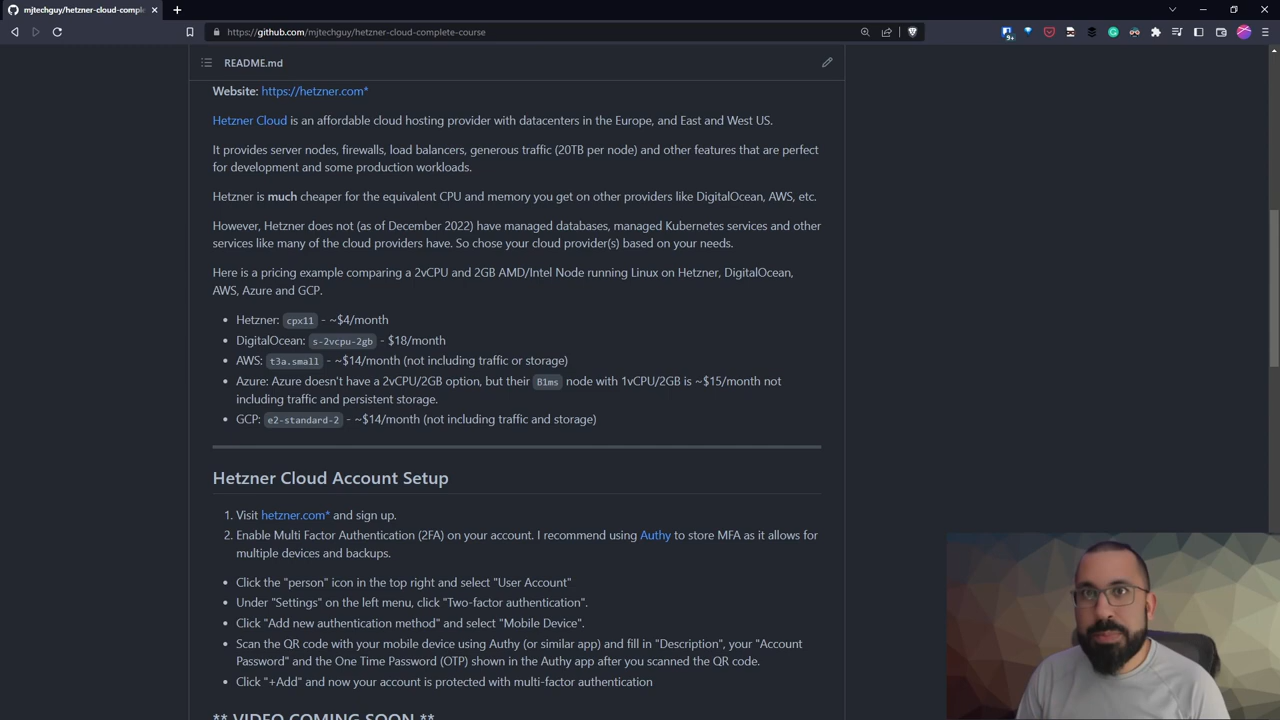 mjtechguy/hetzner-cloud-comple
https://github.com/mjtechguy/hetzner-cloud-complete-course
9+
README.md
Website: https://hetzner.com*
Hetzner Cloud is an affordable cloud hosting provider with datacenters in the Europe, and East and West US.
It provides server nodes, firewalls, load balancers, generous traffic (20TB per node) and other features that are perfect
for development and some production workloads.
Hetzner is much cheaper for the equivalent CPU and memory you get on other providers like DigitalOcean, AWS, etc.
However, Hetzner does not (as of December 2022) have managed databases, managed Kubernetes services and other
services like many of the cloud providers have. So chose your cloud provider(s) based on your needs.
Here is a pricing example comparing a 2vCPU and 2GB AMD/Intel Node running Linux on Hetzner, DigitalOcean,
AWS, Azure and GCP.
• Hetzner: cpx11 - ~$4/month
• DigitalOcean: s-2vcpu-2gb - $18/month
• AWS: t3a.small - ~$14/month (not including traffic or storage)
• Azure: Azure doesn't have a 2vCPU/2GB option, but their B1ms node with 1vCPU/2GB is ~$15/month not
including traffic and persistent storage.
• GCP: e2-standard-2 - ~$14/month (not including traffic and storage)
Hetzner Cloud Account Setup
1. Visit hetzner.com* and sign up.
2. Enable Multi Factor Authentication (2FA) on your account. I recommend using Authy to store MFA as it allows for
multiple devices and backups.
• Click the "person" icon in the top right and select "User Account"
• Under "Settings" on the left menu, click "Two-factor authentication".
• Click "Add new authentication method" and select "Mobile Device".
• Scan the QR code with your mobile device using Authy (or similar app) and fill in "Description", your "Account
Password" and the One Time Password (OTP) shown in the Authy app after you scanned the QR code.
• Click "+Add" and now your account is protected with multi-factor authentication
** VIDEO COMING SOON **